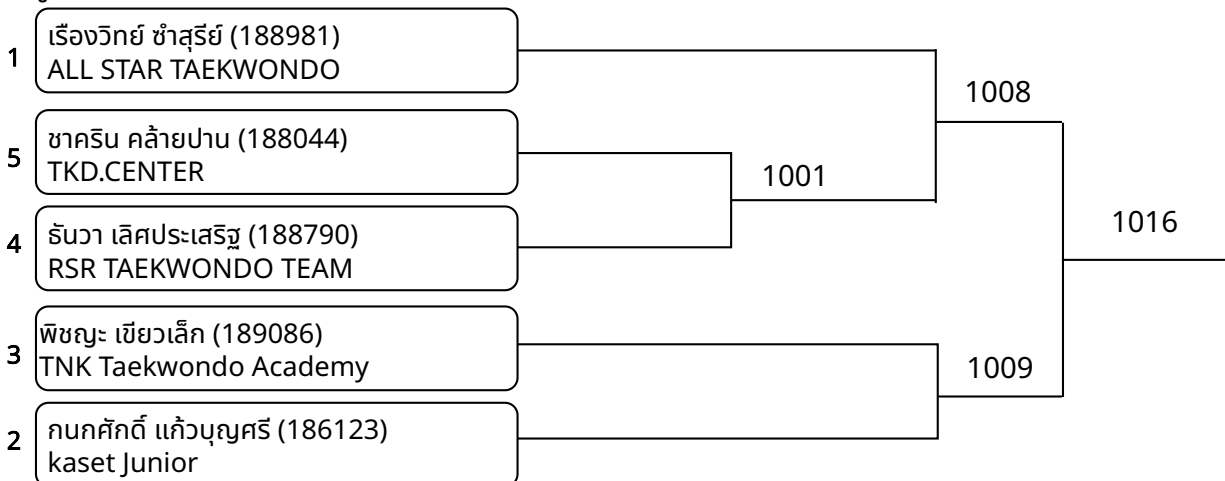 1
เรืองวิทย์ ซำสุรีย์ (188981)
ALL STAR TAEKWONDO
1008
5
ชาคริน คล้ายปาน (188044)
TKD.CENTER
1001
4
ธันวา เลิศประเสริฐ (188790)
RSR TAEKWONDO TEAM
1016
3
พิชญะ เขียวเล็ก (189086)
TNK Taekwondo Academy
1009
2
กนกศักดิ์ แก้วบุญศรี (186123)
kaset Junior